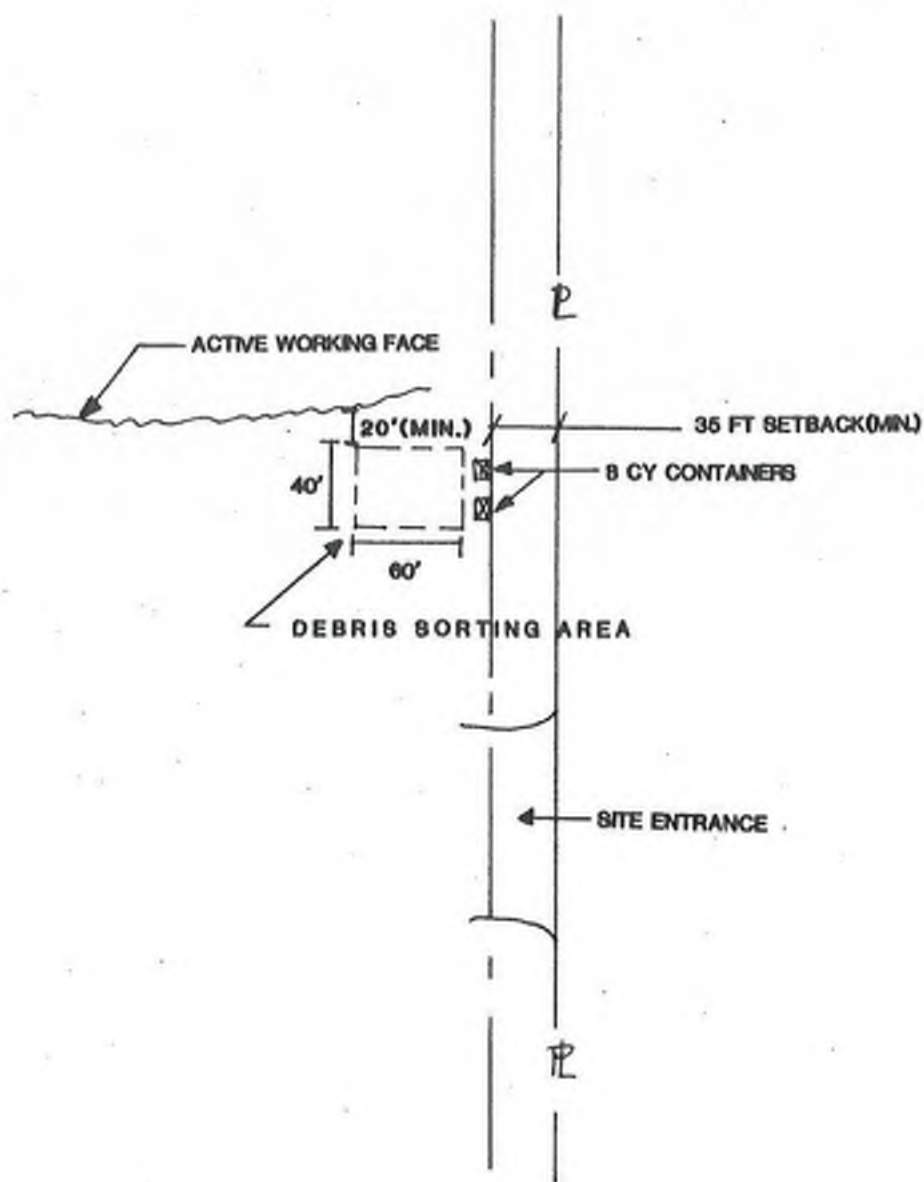 PL
ACTIVE WORKING FACE
20'(MIN.)
35 FT SETBACK(MIN.)
8 CY CONTAINERS
40'
60'
DEBRIS SORTING AREA
SITE ENTRANCE
PL